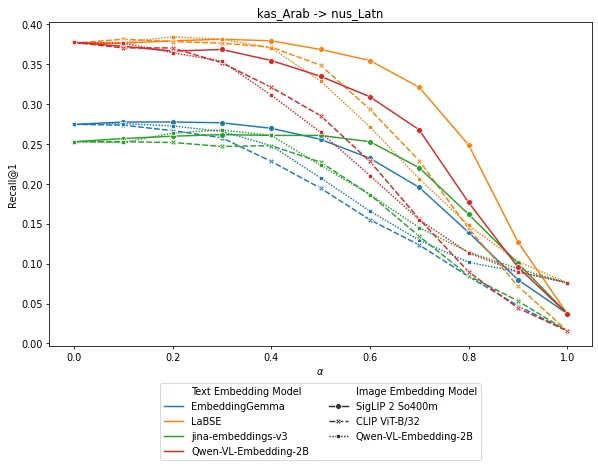 kas_Arab -> nus_Latn
0.40
0.35
0.30
0.25
0.20
0.15
0.10
0.05
0.00
Recall@1
0.0 0.2 0.4 0.6 0.8 1.0
α
Text Embedding Model
EmbeddingGemma
LaBSE
jina-embeddings-v3
Qwen-VL-Embedding-2B
Image Embedding Model
SigLIP 2 So400m
CLIP ViT-B/32
Qwen-VL-Embedding-2B